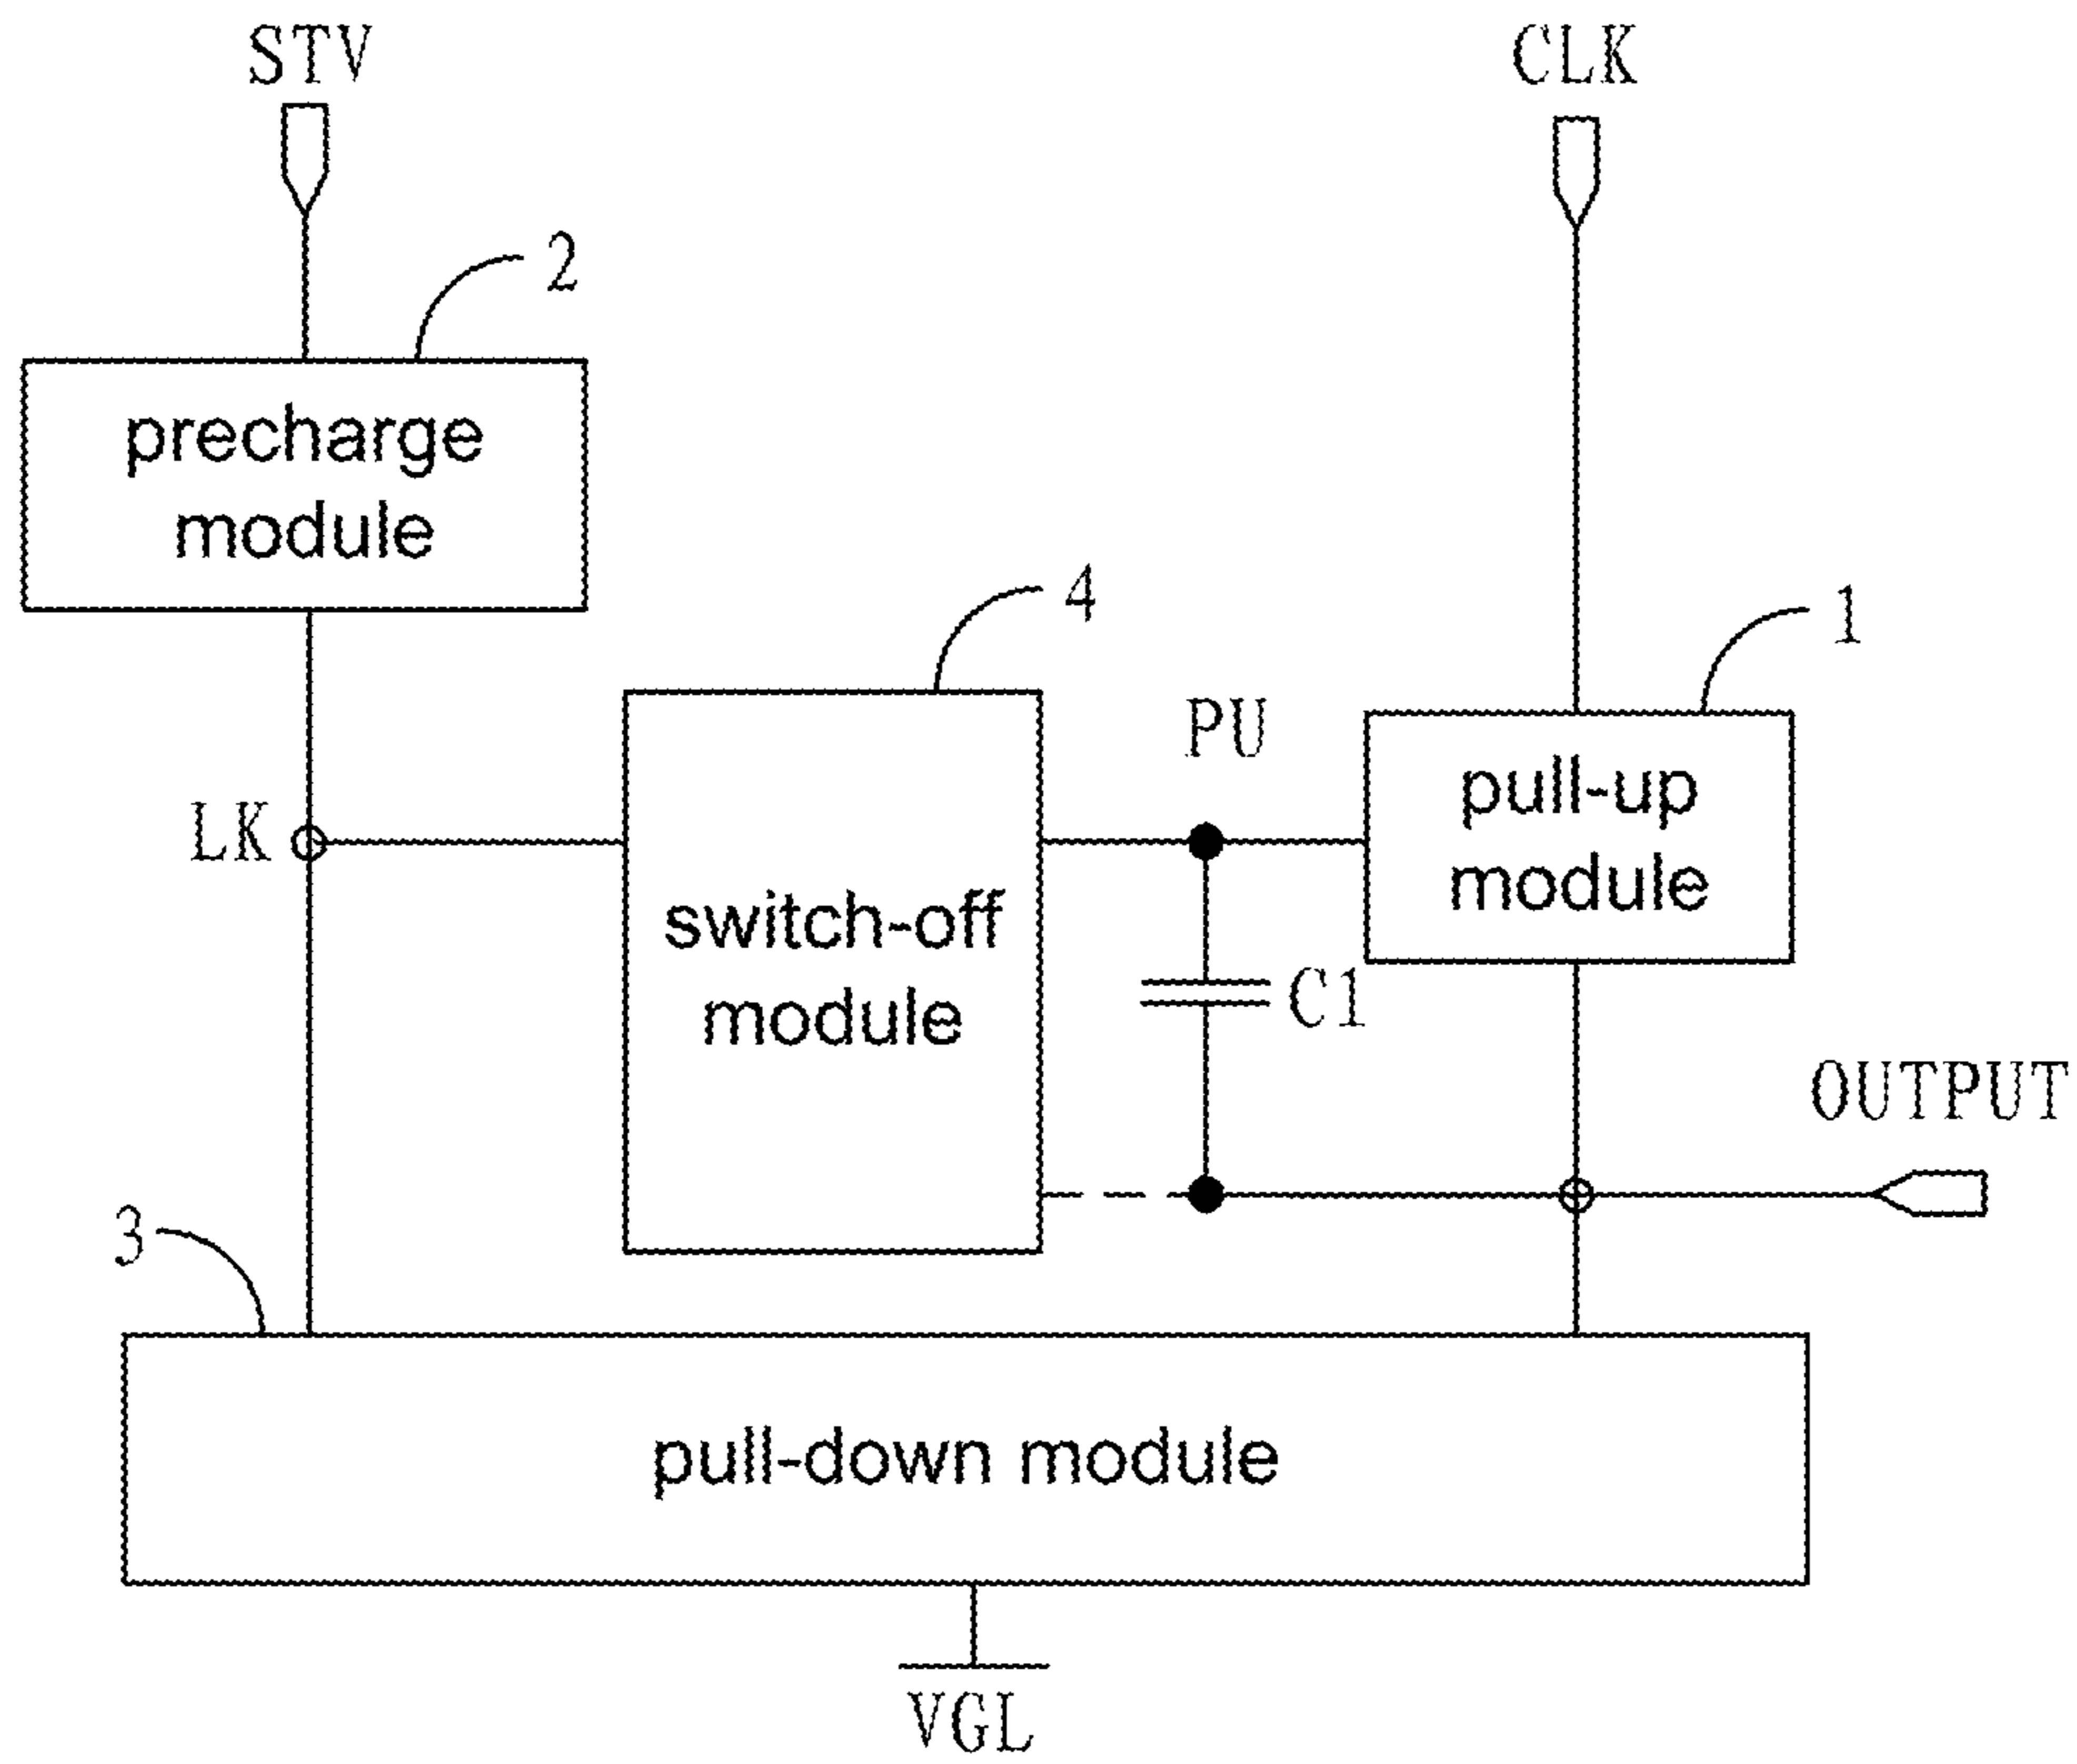 STV
CLK
2
precharge
module
4
1
PU
pull-up
module
LK
switch-off
module
C1
OUTPUT
3
pull-down module
VGL